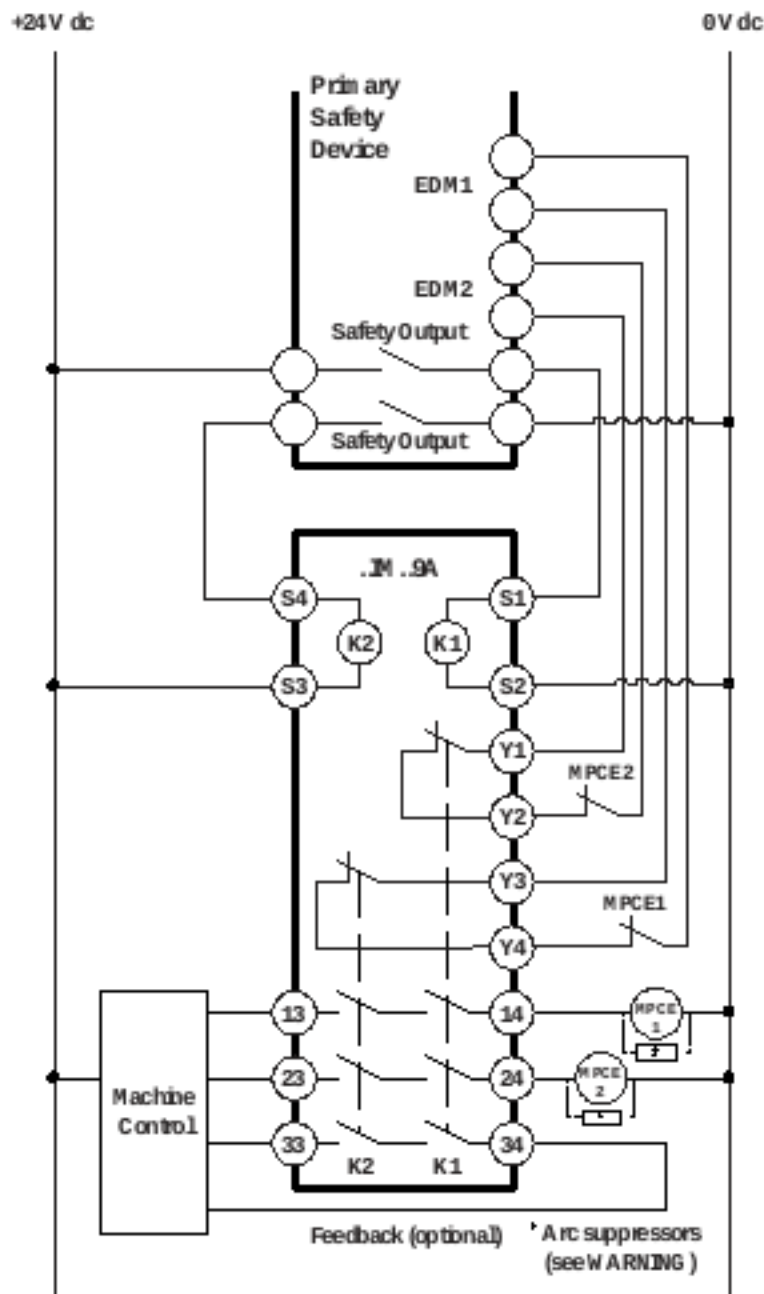 +24V dc
0V dc
Primary
Safety
Device
EDM1
EDM2
Safety Output
Safety Output
..IM..9A
S4
S1
K2
K1
S3
S2
Y1
MPCE2
Y2
Y3
MPCE1
Y4
13
14
MPCE
1
23
24
MPCE
2
Machine
Control
33
34
K2
K1
Feedback (optional)
* Arc suppressors
(see WARNING)